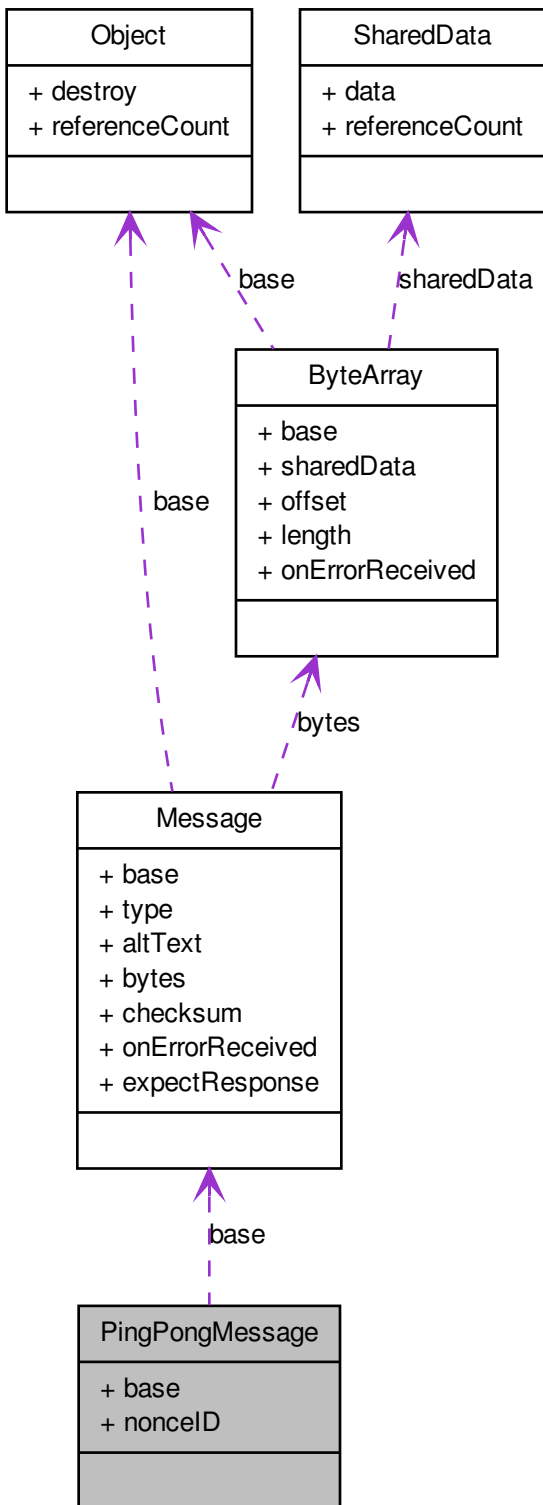 Object
+ destroy
+ referenceCount
SharedData
+ data
+ referenceCount
base
sharedData
ByteArray
+ base
+ sharedData
+ offset
+ length
+ onErrorReceived
base
bytes
Message
+ base
+ type
+ altText
+ bytes
+ checksum
+ onErrorReceived
+ expectResponse
base
PingPongMessage
+ base
+ nonceID